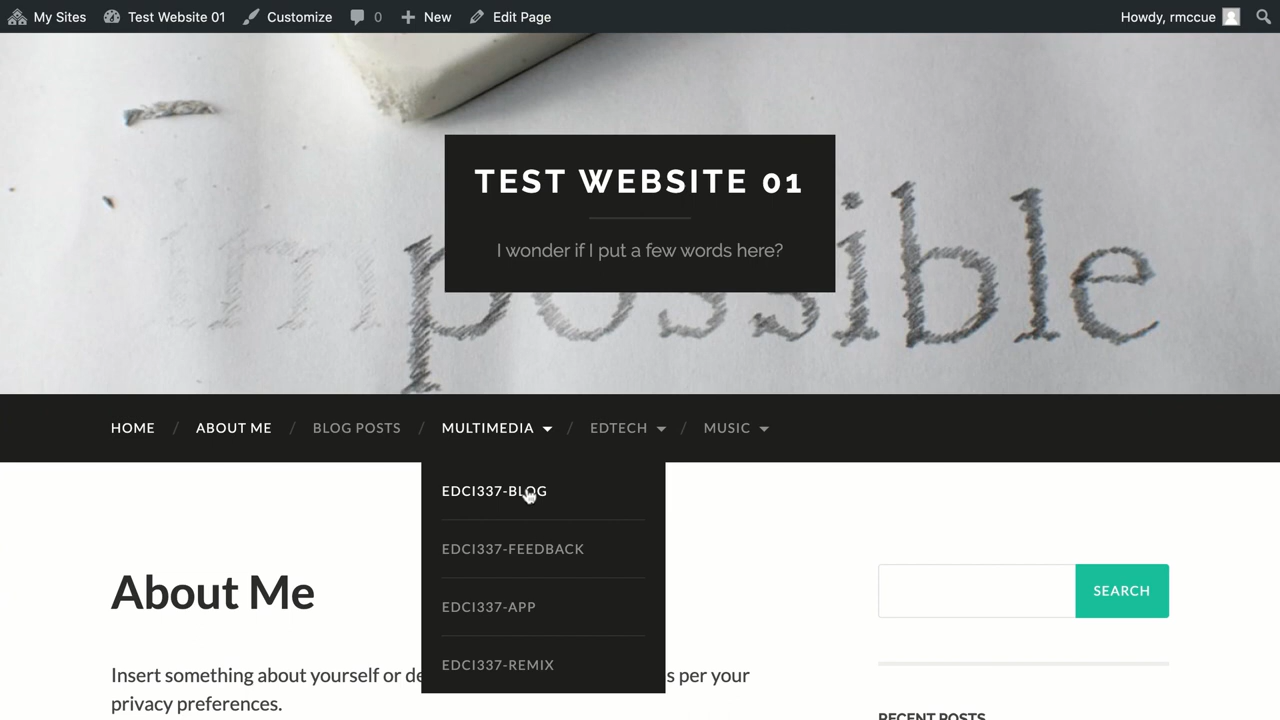 My Sites Test Website 01 Customize 0 New Edit Page Howdy, rmccue
TEST WEBSITE 01
I wonder if I put a few words here?
impossible
HOME / ABOUT ME / BLOG POSTS / MULTIMEDIA / EDTECH / MUSIC
EDCI337-BLOG
EDCI337-FEEDBACK
EDCI337-APP
EDCI337-REMIX
About Me
SEARCH
Insert something about yourself or de s per your
privacy preferences.
RECENT POSTS